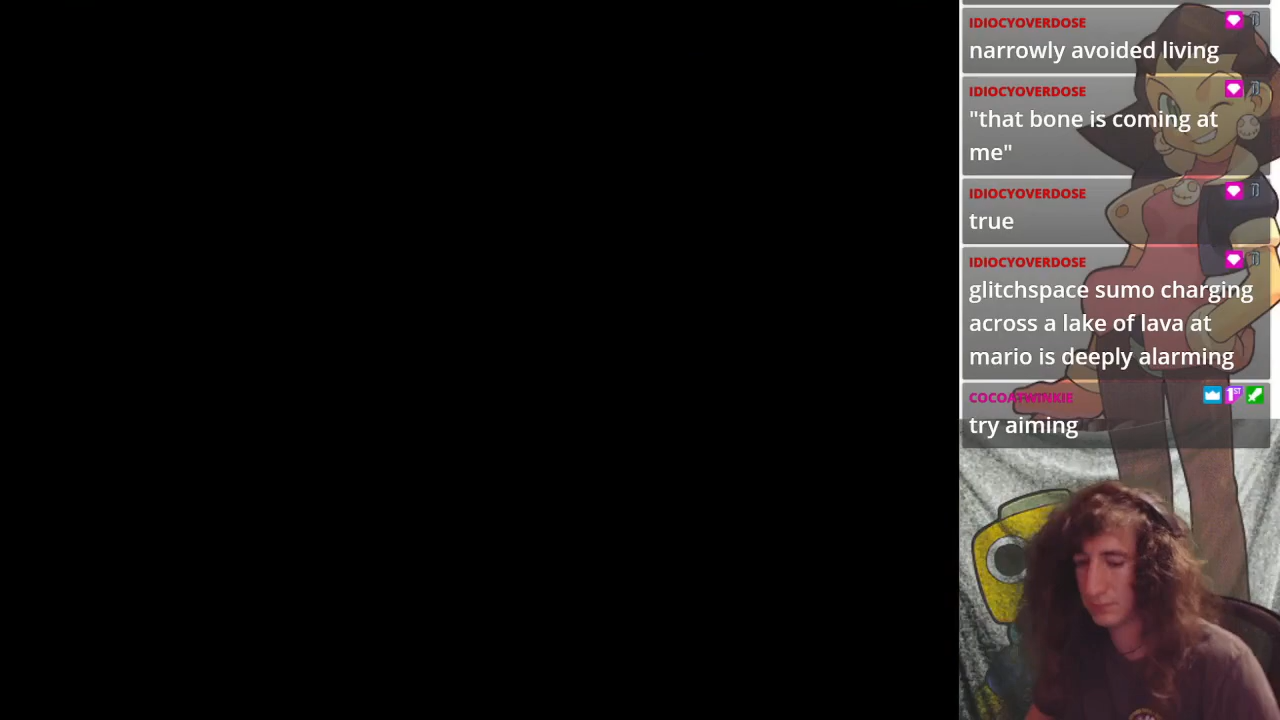 IDIOCYOVERDOSE
narrowly avoided living
IDIOCYOVERDOSE
"that bone is coming at
me"
IDIOCYOVERDOSE
true
IDIOCYOVERDOSE
glitchspace sumo charging
across a lake of lava at
mario is deeply alarming
COCOATWINKIE
try aiming